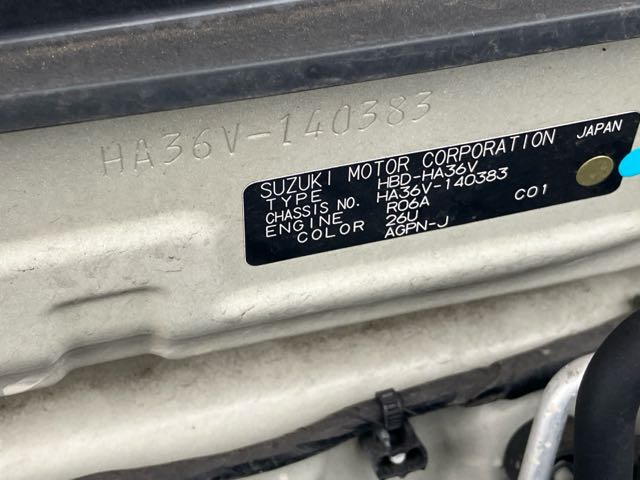 HA36V-140383
SUZUKI MOTOR CORPORATION JAPAN
TYPE HBD-HA36V
CHASSIS NO. HA36V-140383
ENGINE R06A
COLOR 26U C01
AGPN-J